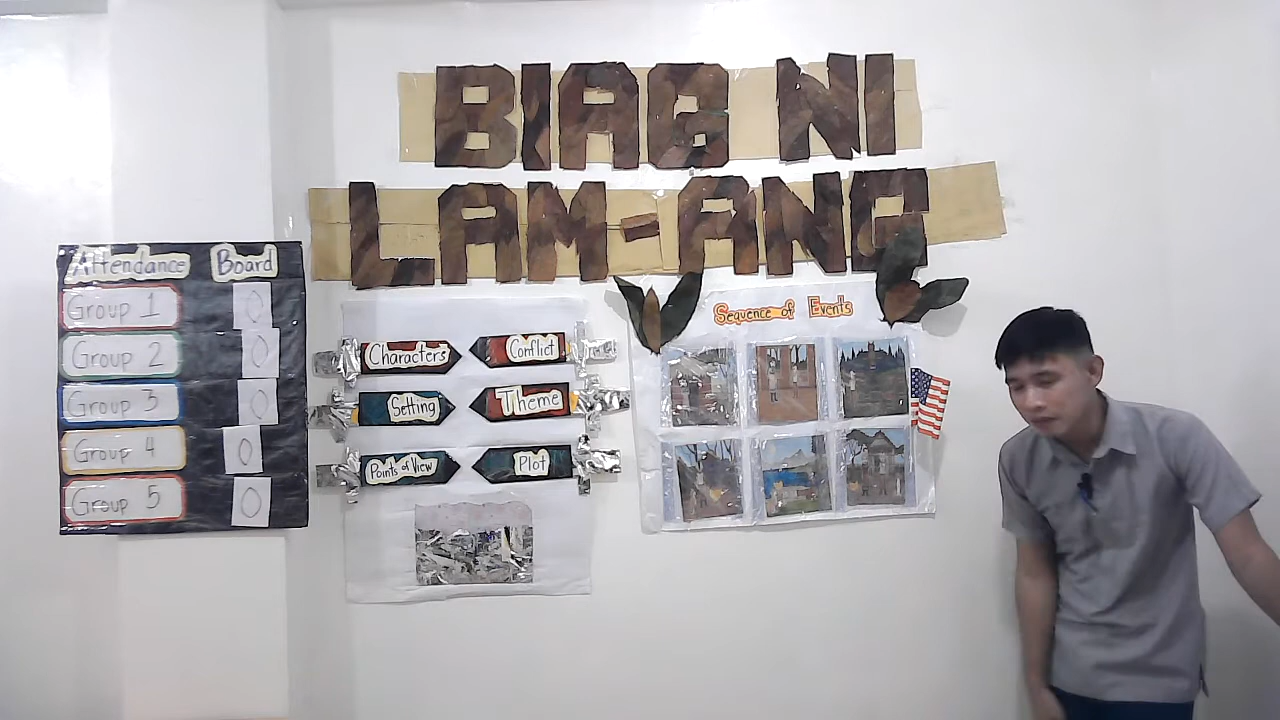 BIAG NI
LAM-ANG
Attendance Board
Group 1 0
Group 2 0
Group 3 0
Group 4 0
Group 5 0
Characters
Conflict
Setting
Theme
Points of View
Plot
Sequence of Events